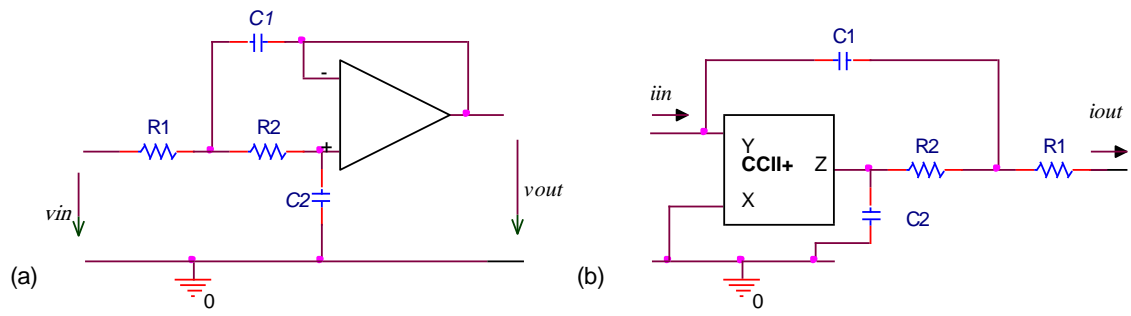 C1
-
R1
R2
+
C2
vin
vout
(a)
0
C1
iin
iout
Y
CCII+
Z
X
R2
R1
C2
(b)
0